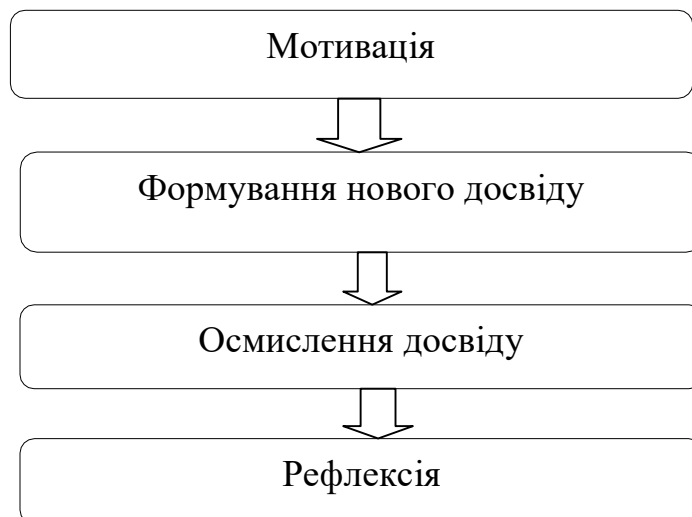 Мотивація
Формування нового досвіду
Осмислення досвіду
Рефлексія